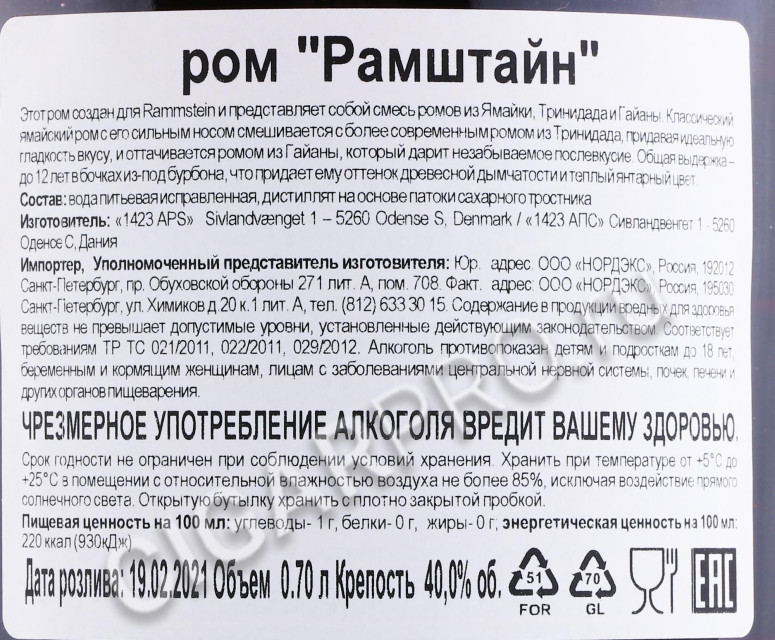 ром "Рамштайн"
Этот ром создан для Rammstein и представляет собой смесь ромов из Ямайки, Тринидада и Гайаны. Классический
ямайский ром с его сильным носом смешивается с более современным ромом из Тринидада, придавая идеальную
гладкость вкусу, и оттачивается ромом из Гайаны, который дарит незабываемое послевкусие. Общая выдержка –
до 12 лет в бочках из-под бурбона, что придает ему оттенок древесной дымчатости и теплый янтарный цвет.
Состав: вода питьевая исправленная, дистиллят на основе патоки сахарного тростника
Изготовитель: «1423 APS» Sivlandvænget 1 – 5260 Odense S, Denmark / «1423 АПС» Сивландвенгет 1 - 5260
Оденсе С, Дания
Импортер, Уполномоченный представитель изготовителя: Юр. адрес: ООО «НОРДЭКС», Россия, 192012
Санкт-Петербург, пр. Обуховской обороны 271 лит. А, пом. 708. Факт. адрес: ООО «НОРДЭКС», Россия, 195030
Санкт-Петербург, ул. Химиков д.20 к.1 лит. А, тел. (812) 633 30 15. Содержание в продукции вредных для здоровья
веществ не превышает допустимые уровни, установленные действующим законодательством. Соответствует
требованиям ТР ТС 021/2011, 022/2011, 029/2012. Алкоголь противопоказан детям и подросткам до 18 лет,
беременным и кормящим женщинам, лицам с заболеваниями центральной нервной системы, почек, печени и
других органов пищеварения.
ЧРЕЗМЕРНОЕ УПОТРЕБЛЕНИЕ АЛКОГОЛЯ ВРЕДИТ ВАШЕМУ ЗДОРОВЬЮ.
Срок годности не ограничен при соблюдении условий хранения. Хранить при температуре от +5°С до
+25°С в помещении с относительной влажностью воздуха не более 85%, исключая воздействие прямого
солнечного света. Открытую бутылку хранить с плотно закрытой пробкой.
Пищевая ценность на 100 мл: углеводы- 1 г, белки- 0 г, жиры- 0 г; энергетическая ценность на 100 мл:
220 ккал (930кДж)
Дата розлива: 19.02.2021 Объем 0.70 л Крепость 40,0% об.
51 FOR
70 GL
EAC
CIGARPRO.ru